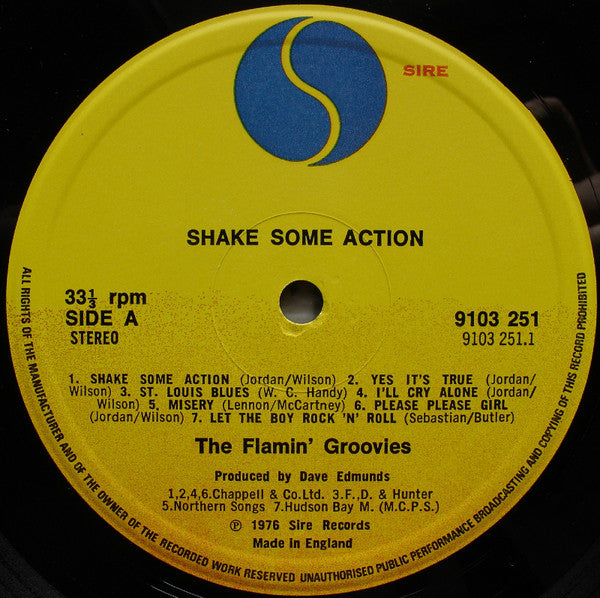 SIRE
SHAKE SOME ACTION
33⅓ rpm
SIDE A
STEREO
9103 251
9103 251.1
1. SHAKE SOME ACTION (Jordan/Wilson) 2. YES IT'S TRUE (Jordan/
Wilson) 3. ST. LOUIS BLUES (W. C. Handy) 4. I'LL CRY ALONE (Jordan/
Wilson) 5. MISERY (Lennon/McCartney) 6. PLEASE PLEASE GIRL
(Jordan/Wilson) 7. LET THE BOY ROCK 'N' ROLL (Sebastian/Butler)
The Flamin' Groovies
Produced by Dave Edmunds
1,2,4,6.Chappell & Co.Ltd. 3.F.,D. & Hunter
5.Northern Songs 7.Hudson Bay M. (M.C.P.S.)
℗ 1976 Sire Records
Made in England
ALL RIGHTS OF THE MANUFACTURER AND OF THE OWNER OF THE RECORDED WORK RESERVED UNAUTHORISED PUBLIC PERFORMANCE BROADCASTING AND COPYING OF THIS RECORD PROHIBITED